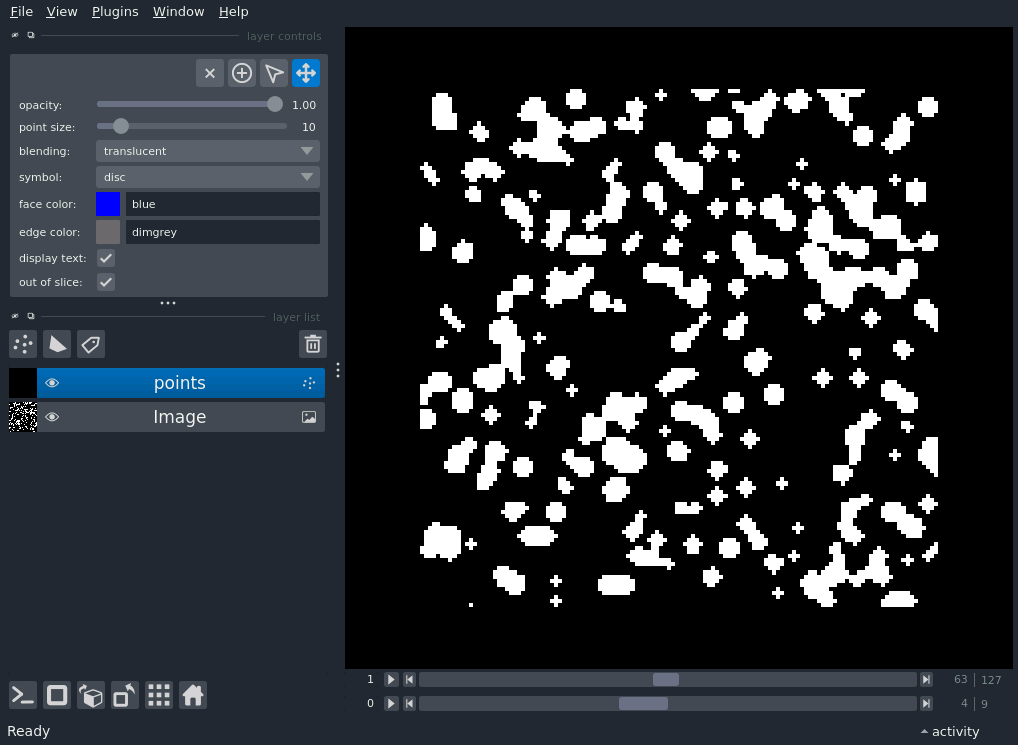 File View Plugins Window Help
layer controls
opacity: 1.00
point size: 10
blending: translucent
symbol: disc
face color: blue
edge color: dimgrey
display text:
out of slice:
layer list
points
Image
1 63 127
0 4 9
Ready activity